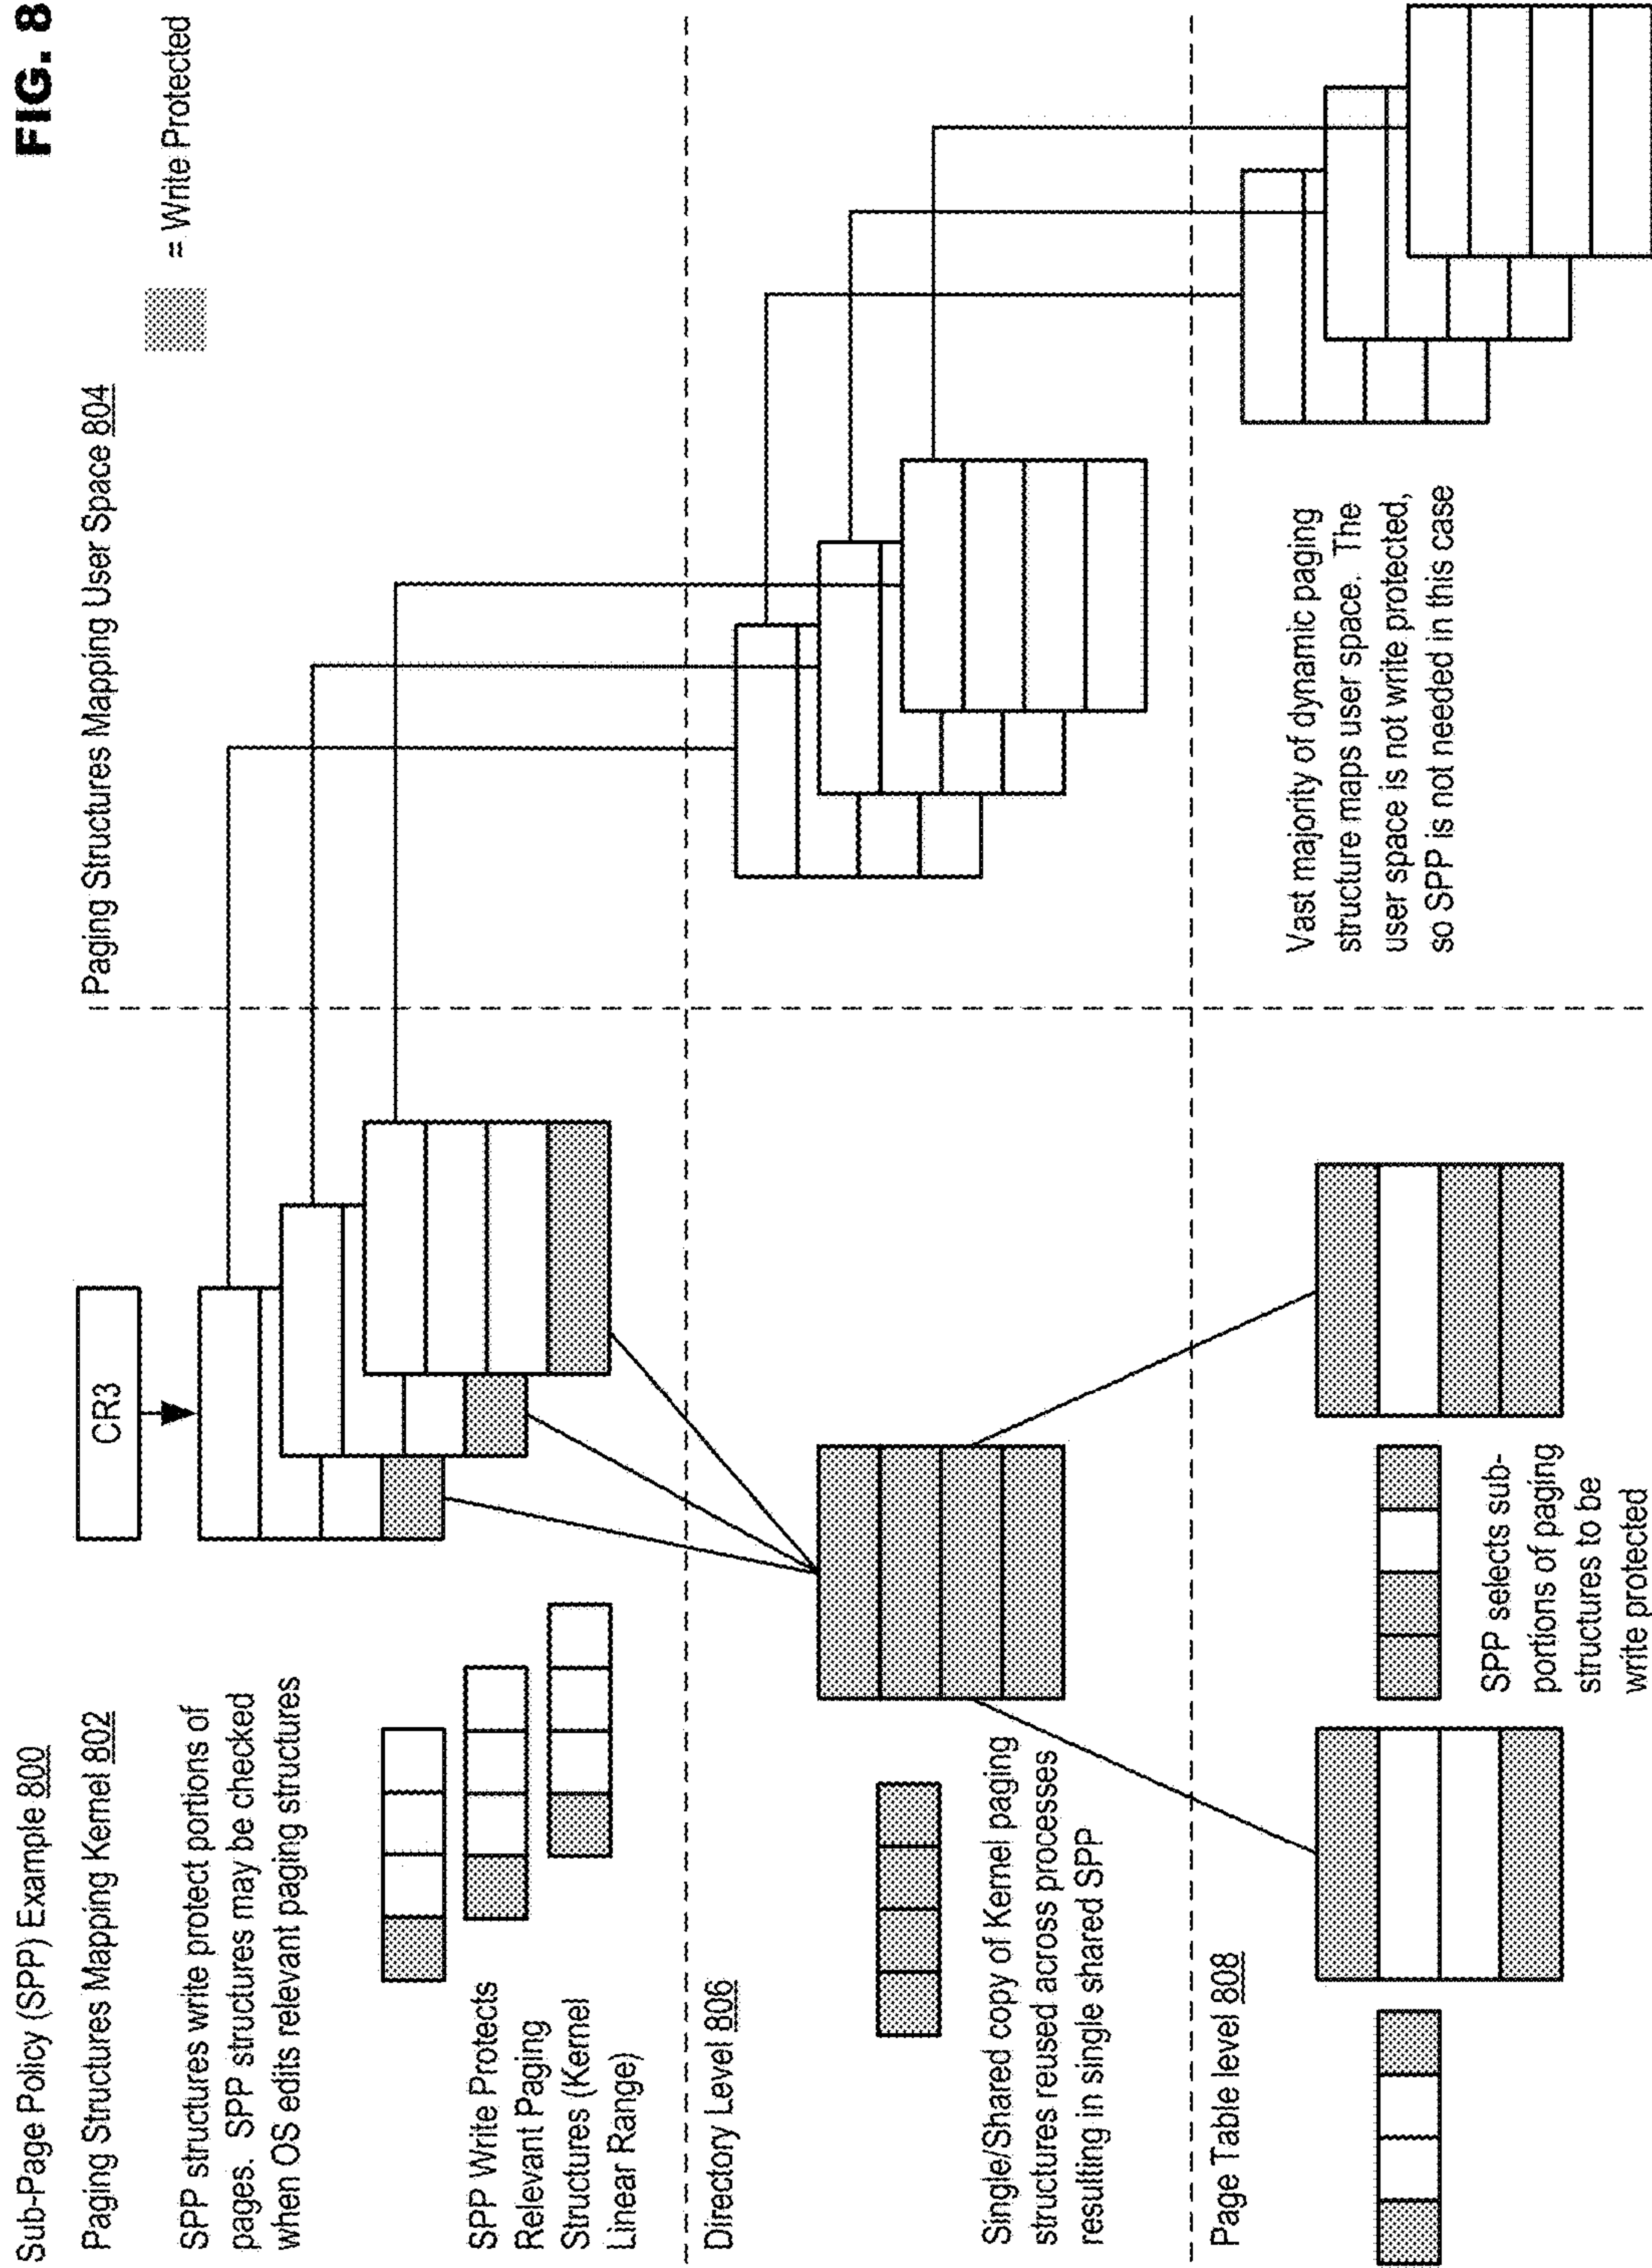 FIG. 8
Sub-Page Policy (SPP) Example 800
Paging Structures Mapping Kernel 802
Paging Structures Mapping User Space 804
= Write Protected
CR3
SPP structures write protect portions of
pages. SPP structures may be checked
when OS edits relevant paging structures
SPP Write Protects
Relevant Paging
Structures (Kernel
Linear Range)
Directory Level 806
Single/Shared copy of Kernel paging
structures reused across processes
resulting in single shared SPP
Page Table level 808
SPP selects sub-
portions of paging
structures to be
write protected
Vast majority of dynamic paging
structure maps user space. The
user space is not write protected,
so SPP is not needed in this case